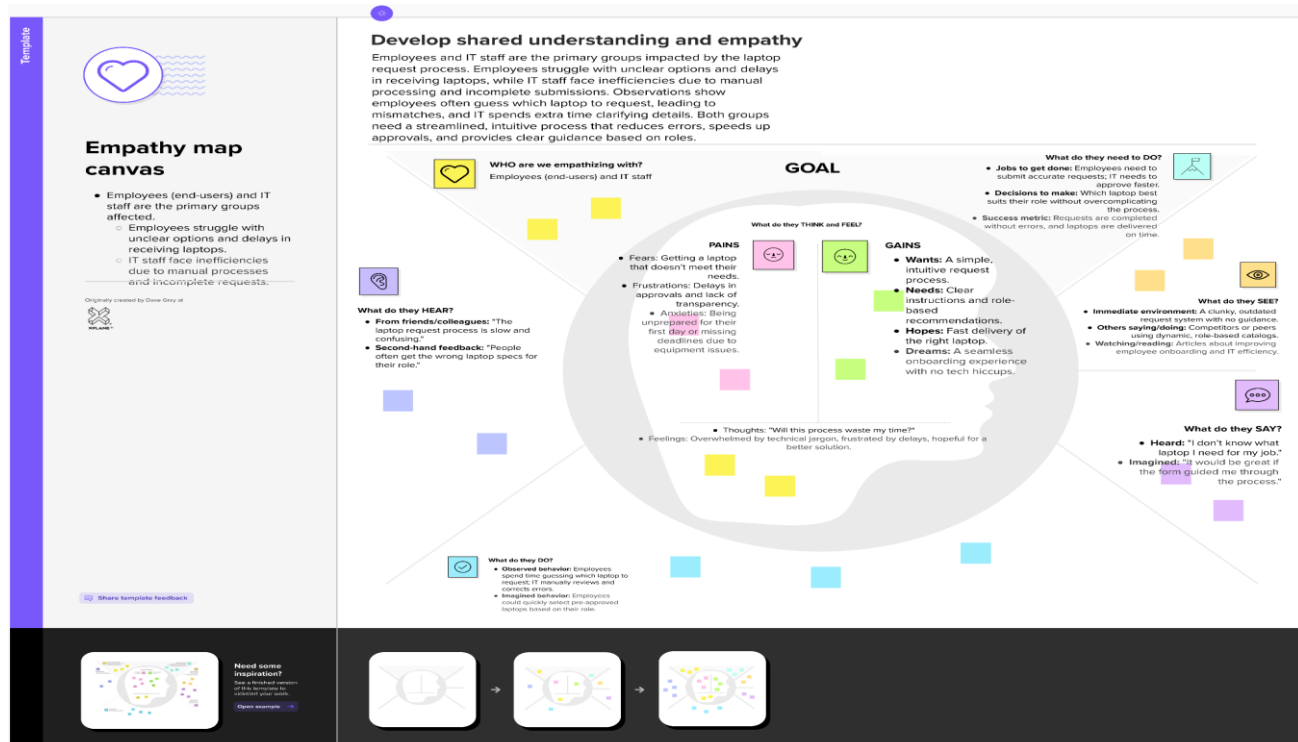 Template
Empathy map
canvas
• Employees (end-users) and IT
staff are the primary groups
affected.
○ Employees struggle with
unclear options and delays in
receiving laptops.
○ IT staff face inefficiencies
due to manual processes
and incomplete requests.
Originally created by Dave Gray at
XPLANE
Share template feedback
Develop shared understanding and empathy
Employees and IT staff are the primary groups impacted by the laptop
request process. Employees struggle with unclear options and delays
in receiving laptops, while IT staff face inefficiencies due to manual
processing and incomplete submissions. Observations show
employees often guess which laptop to request, leading to
mismatches, and IT spends extra time clarifying details. Both groups
need a streamlined, intuitive process that reduces errors, speeds up
approvals, and provides clear guidance based on roles.
WHO are we empathizing with?
Employees (end-users) and IT staff
GOAL
What do they need to DO?
• Jobs to get done: Employees need to
submit accurate requests; IT needs to
approve faster.
• Decisions to make: Which laptop best
suits their role without overcomplicating
the process.
• Success metric: Requests are completed
without errors, and laptops are delivered
on time.
What do they THINK and FEEL?
PAINS
• Fears: Getting a laptop
that doesn't meet their
needs.
• Frustrations: Delays in
approvals and lack of
transparency.
• Anxieties: Being
unprepared for their
first day or missing
deadlines due to
equipment issues.
GAINS
• Wants: A simple,
intuitive request
process.
• Needs: Clear
instructions and role-
based
recommendations.
• Hopes: Fast delivery of
the right laptop.
• Dreams: A seamless
onboarding experience
with no tech hiccups.
• Thoughts: "Will this process waste my time?"
• Feelings: Overwhelmed by technical jargon, frustrated by delays, hopeful for a
better solution.
What do they HEAR?
• From friends/colleagues: "The
laptop request process is slow and
confusing."
• Second-hand feedback: "People
often get the wrong laptop specs for
their role."
What do they SEE?
• Immediate environment: A clunky, outdated
request system with no guidance.
• Others saying/doing: Competitors or peers
using dynamic, role-based catalogs.
• Watching/reading: Articles about improving
employee onboarding and IT efficiency.
What do they SAY?
• Heard: "I don't know what
laptop I need for my job."
• Imagined: "It would be great if
the form guided me through
the process."
What do they DO?
• Observed behavior: Employees
spend time guessing which laptop to
request; IT manually reviews and
corrects errors.
• Imagined behavior: Employees
could quickly select pre-approved
laptops based on their role.
Need some
inspiration?
See a finished version
of this template to
kickstart your work.
Open example